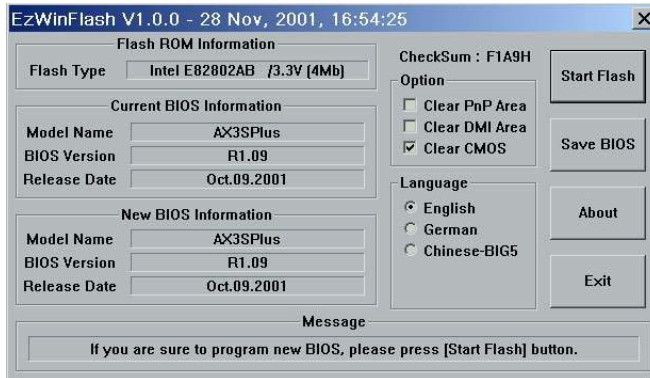 EzWinFlash V1.0.0 - 28 Nov, 2001, 16:54:25
Flash ROM Information
Flash Type Intel E82802AB /3.3V (4Mb)
Current BIOS Information
Model Name AX3SPlus
BIOS Version R1.09
Release Date Oct.09.2001
New BIOS Information
Model Name AX3SPlus
BIOS Version R1.09
Release Date Oct.09.2001
CheckSum : F1A9H
Option
Clear PnP Area
Clear DMI Area
Clear CMOS
Language
English
German
Chinese-BIG5
Start Flash
Save BIOS
About
Exit
Message
If you are sure to program new BIOS, please press [Start Flash] button.